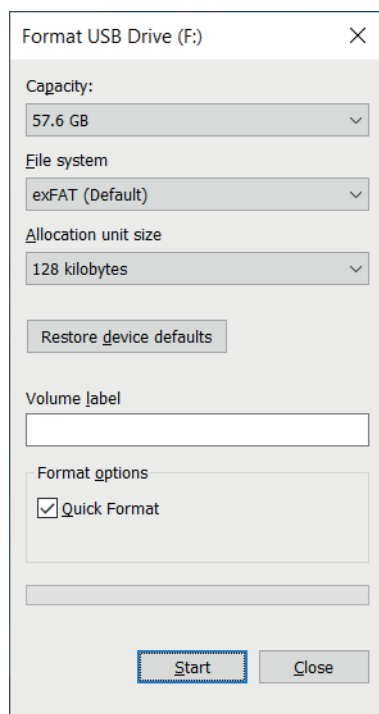 Format USB Drive (F:)
Capacity:
57.6 GB
File system
exFAT (Default)
Allocation unit size
128 kilobytes
Restore device defaults
Volume label
Format options
Quick Format
Start
Close